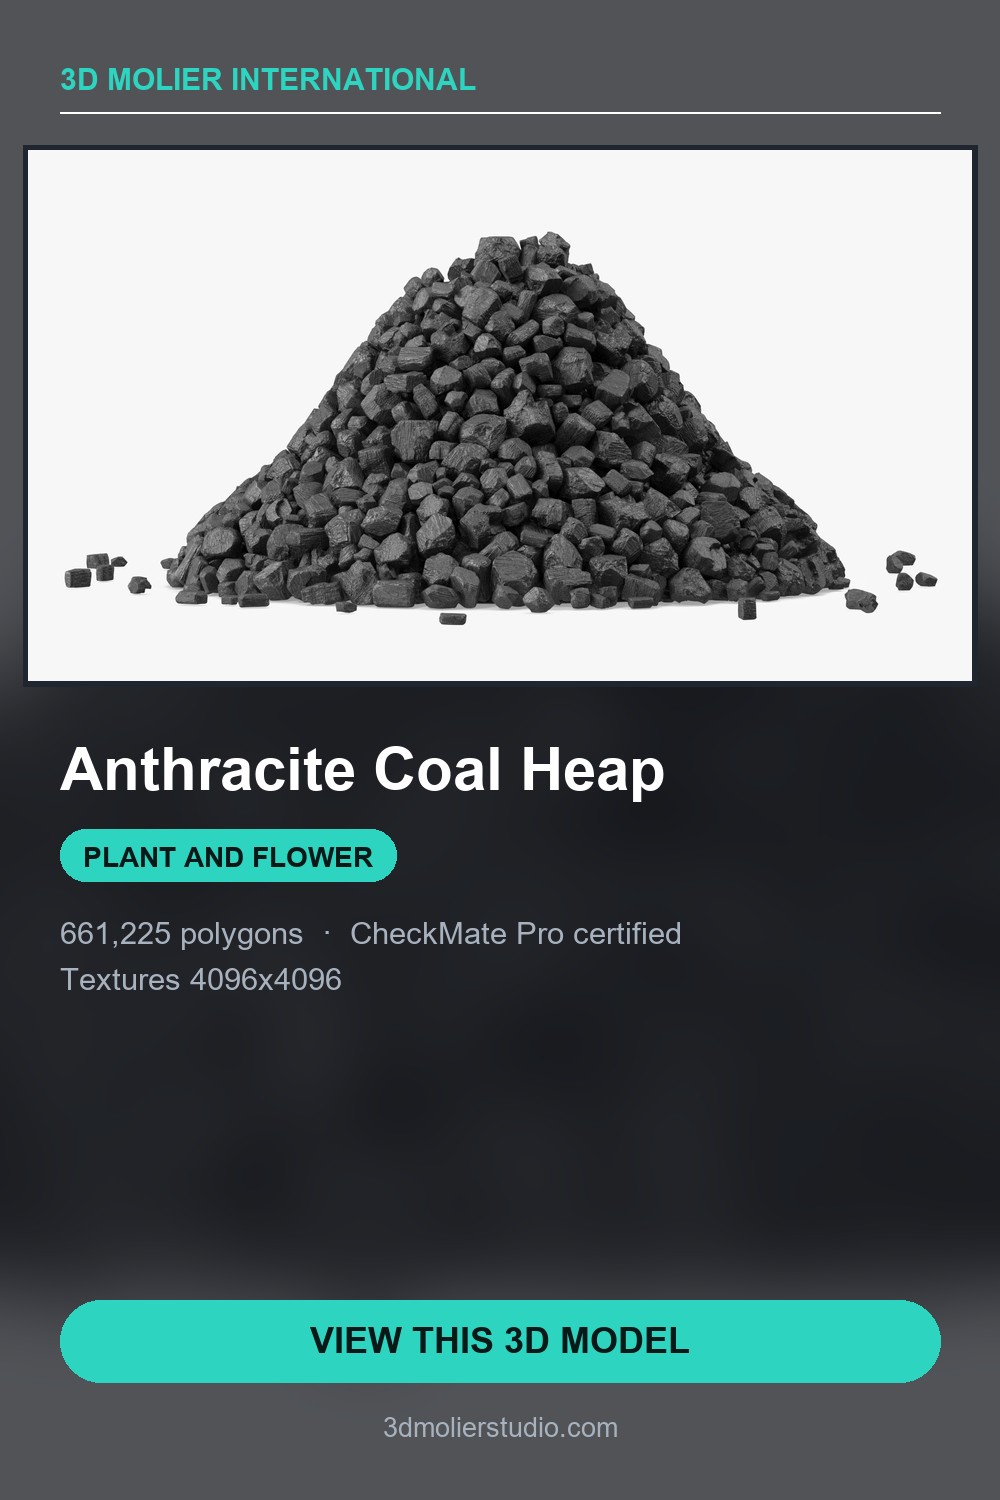 3D MOLIER INTERNATIONAL
Anthracite Coal Heap
PLANT AND FLOWER
661,225 polygons · CheckMate Pro certified
Textures 4096x4096
VIEW THIS 3D MODEL
3dmolierstudio.com